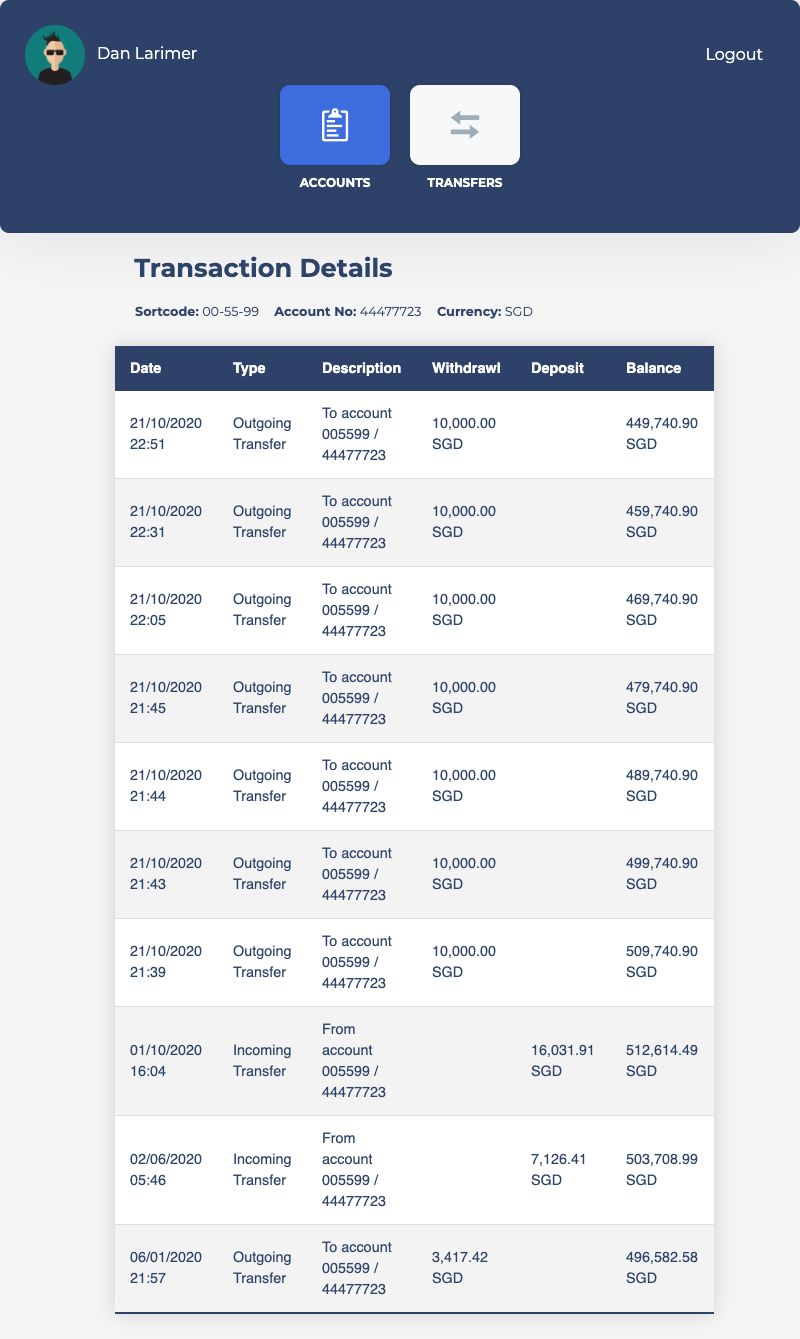 Dan Larimer
Logout
ACCOUNTS
TRANSFERS
Transaction Details
Sortcode: 00-55-99 Account No: 44477723 Currency: SGD
Date Type Description Withdrawl Deposit Balance
21/10/2020 22:51 Outgoing Transfer To account 005599 / 44477723 10,000.00 SGD 449,740.90 SGD
21/10/2020 22:31 Outgoing Transfer To account 005599 / 44477723 10,000.00 SGD 459,740.90 SGD
21/10/2020 22:05 Outgoing Transfer To account 005599 / 44477723 10,000.00 SGD 469,740.90 SGD
21/10/2020 21:45 Outgoing Transfer To account 005599 / 44477723 10,000.00 SGD 479,740.90 SGD
21/10/2020 21:44 Outgoing Transfer To account 005599 / 44477723 10,000.00 SGD 489,740.90 SGD
21/10/2020 21:43 Outgoing Transfer To account 005599 / 44477723 10,000.00 SGD 499,740.90 SGD
21/10/2020 21:39 Outgoing Transfer To account 005599 / 44477723 10,000.00 SGD 509,740.90 SGD
01/10/2020 16:04 Incoming Transfer From account 005599 / 44477723 16,031.91 SGD 512,614.49 SGD
02/06/2020 05:46 Incoming Transfer From account 005599 / 44477723 7,126.41 SGD 503,708.99 SGD
06/01/2020 21:57 Outgoing Transfer To account 005599 / 44477723 3,417.42 SGD 496,582.58 SGD